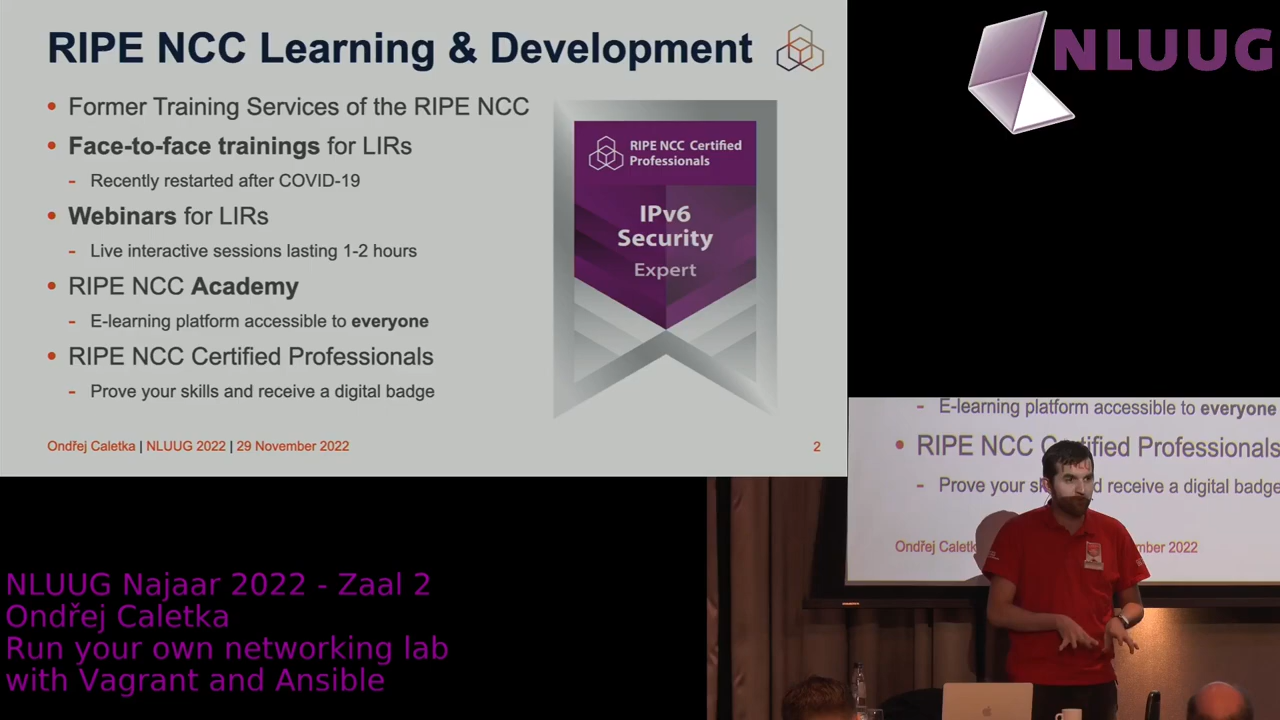 RIPE NCC Learning & Development
• Former Training Services of the RIPE NCC
• Face-to-face trainings for LIRs
- Recently restarted after COVID-19
• Webinars for LIRs
- Live interactive sessions lasting 1-2 hours
• RIPE NCC Academy
- E-learning platform accessible to everyone
• RIPE NCC Certified Professionals
- Prove your skills and receive a digital badge
RIPE NCC Certified
Professionals
IPv6
Security
Expert
Ondřej Caletka | NLUUG 2022 | 29 November 2022
2
NLUUG
- E-learning platform accessible to everyone
• RIPE NCC Certified Professionals
- Prove your receive a digital badge
Ondřej 2022
NLUUG Najaar 2022 - Zaal 2
Ondřej Caletka
Run your own networking lab
with Vagrant and Ansible